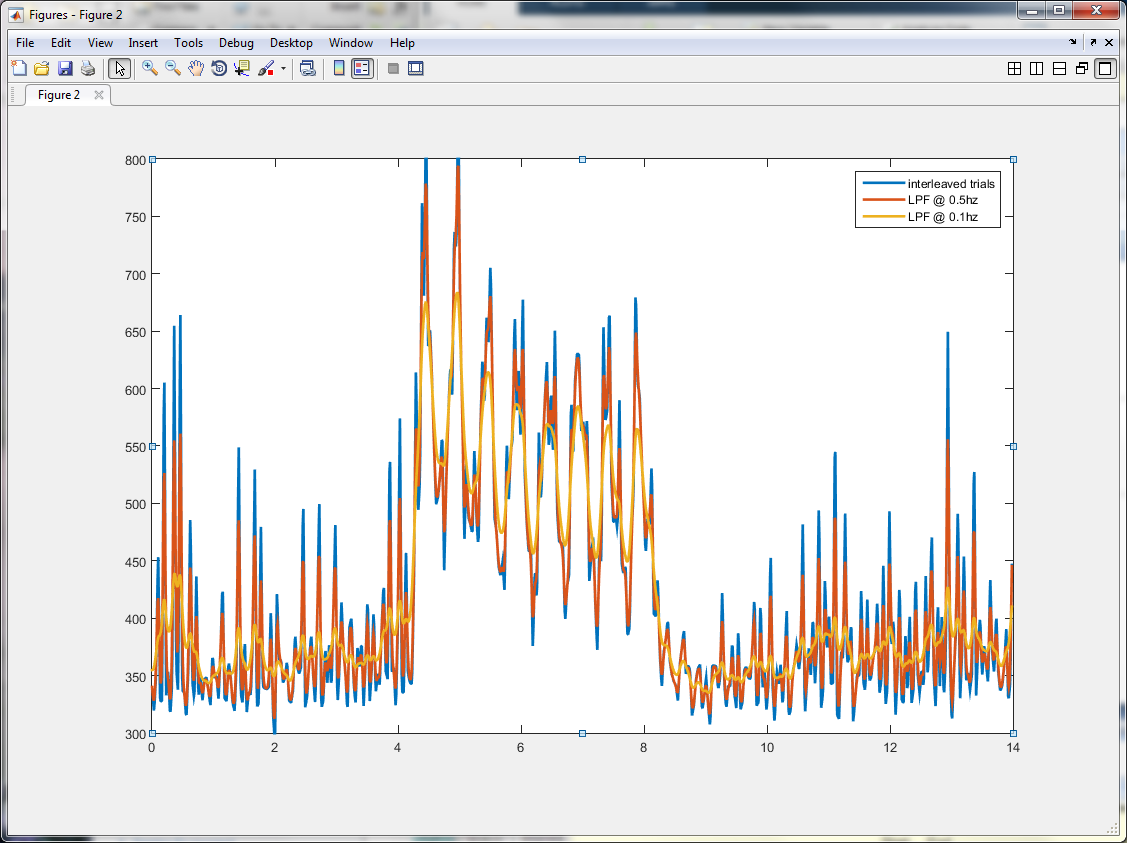 Figures - Figure 2
File Edit View Insert Tools Debug Desktop Window Help
Figure 2
800
750
700
650
600
550
500
450
400
350
300
0 2 4 6 8 10 12 14
interleaved trials
LPF @ 0.5hz
LPF @ 0.1hz